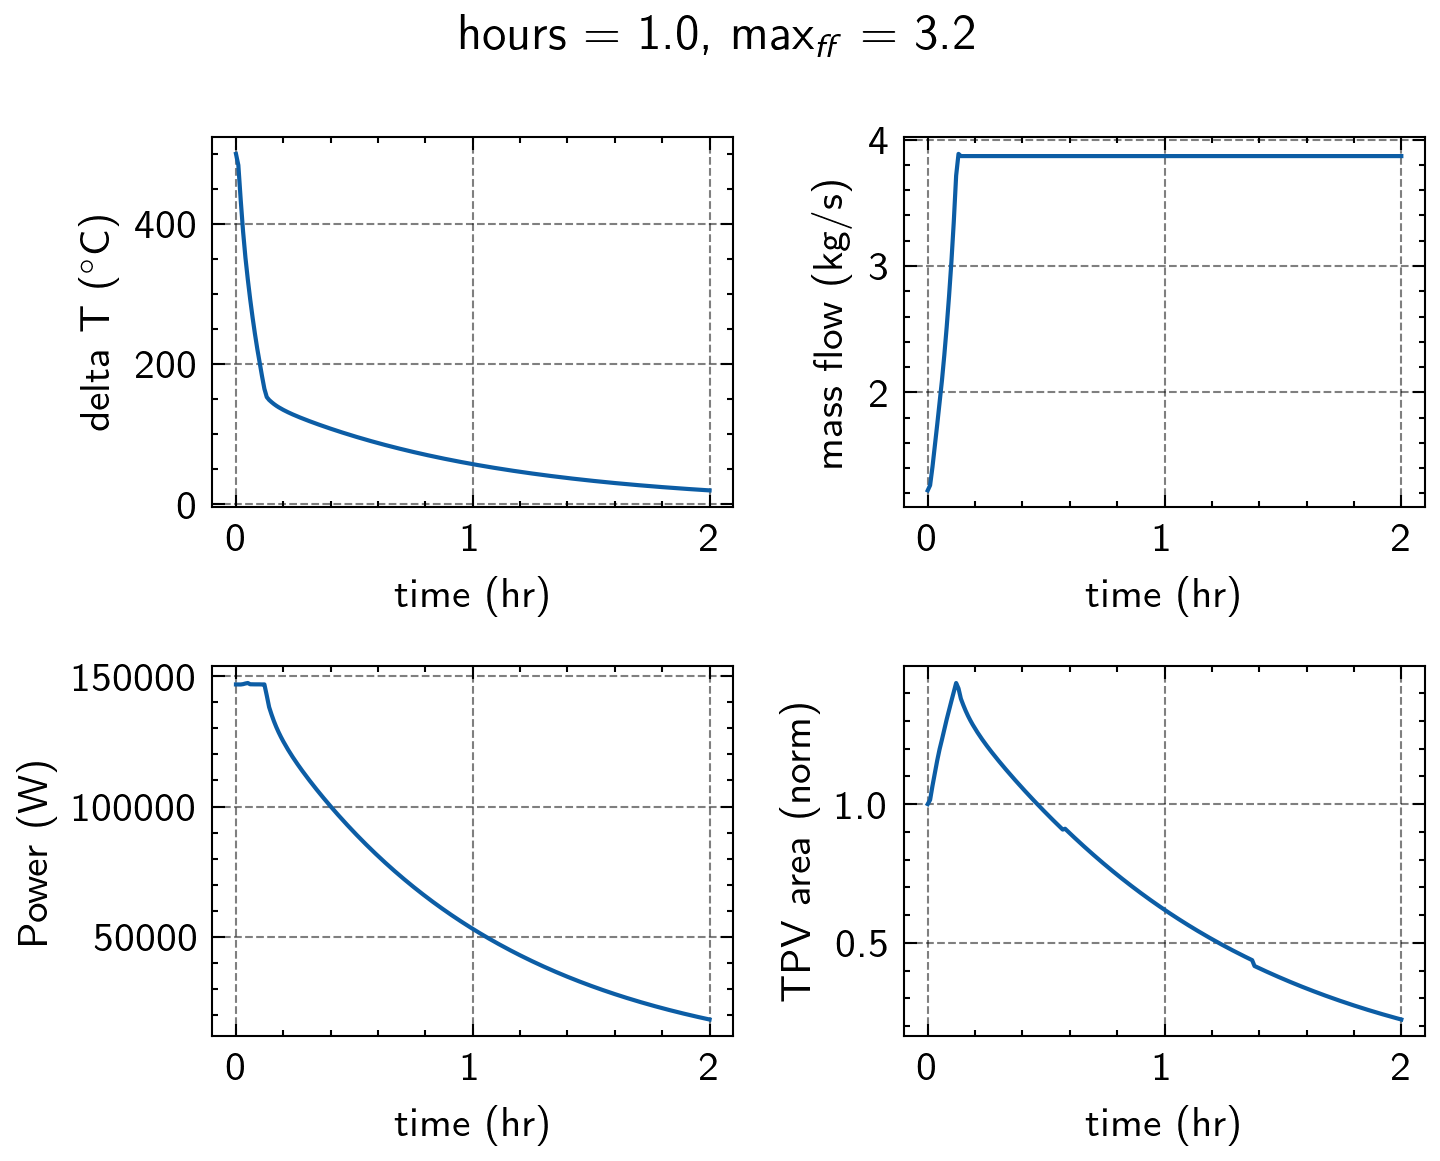 hours = 1.0, max_ff = 3.2
delta T (°C)
400
200
0
0 1 2
time (hr)
mass flow (kg/s)
4
3
2
0 1 2
time (hr)
Power (W)
150000
100000
50000
0 1 2
time (hr)
TPV area (norm)
1.0
0.5
0 1 2
time (hr)